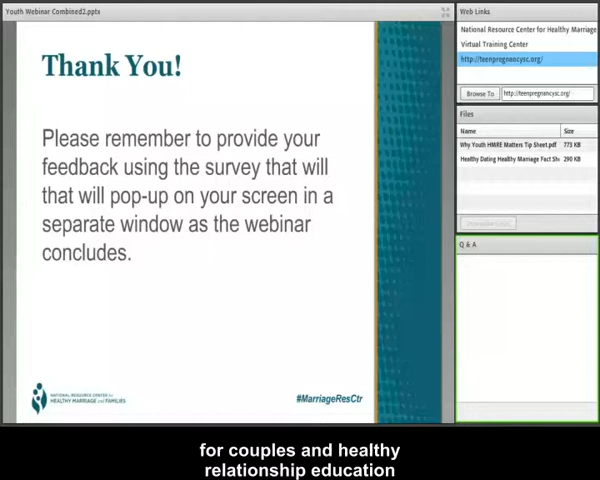 Youth Webinar Combined2.pptx
Thank You!
Please remember to provide your
feedback using the survey that will
that will pop-up on your screen in a
separate window as the webinar
concludes.
NATIONAL RESOURCE CENTER for
HEALTHY MARRIAGE and FAMILIES
#MarriageResCtr
Web Links
National Resource Center for Healthy Marriage
Virtual Training Center
http://teenpregnancysc.org/
Browse To http://teenpregnancysc.org/
Files
Name Size
Why Youth HMRE Matters Tip Sheet.pdf 773 KB
Healthy Dating Healthy Marriage Fact She 290 KB
Q & A
for couples and healthy
relationship education